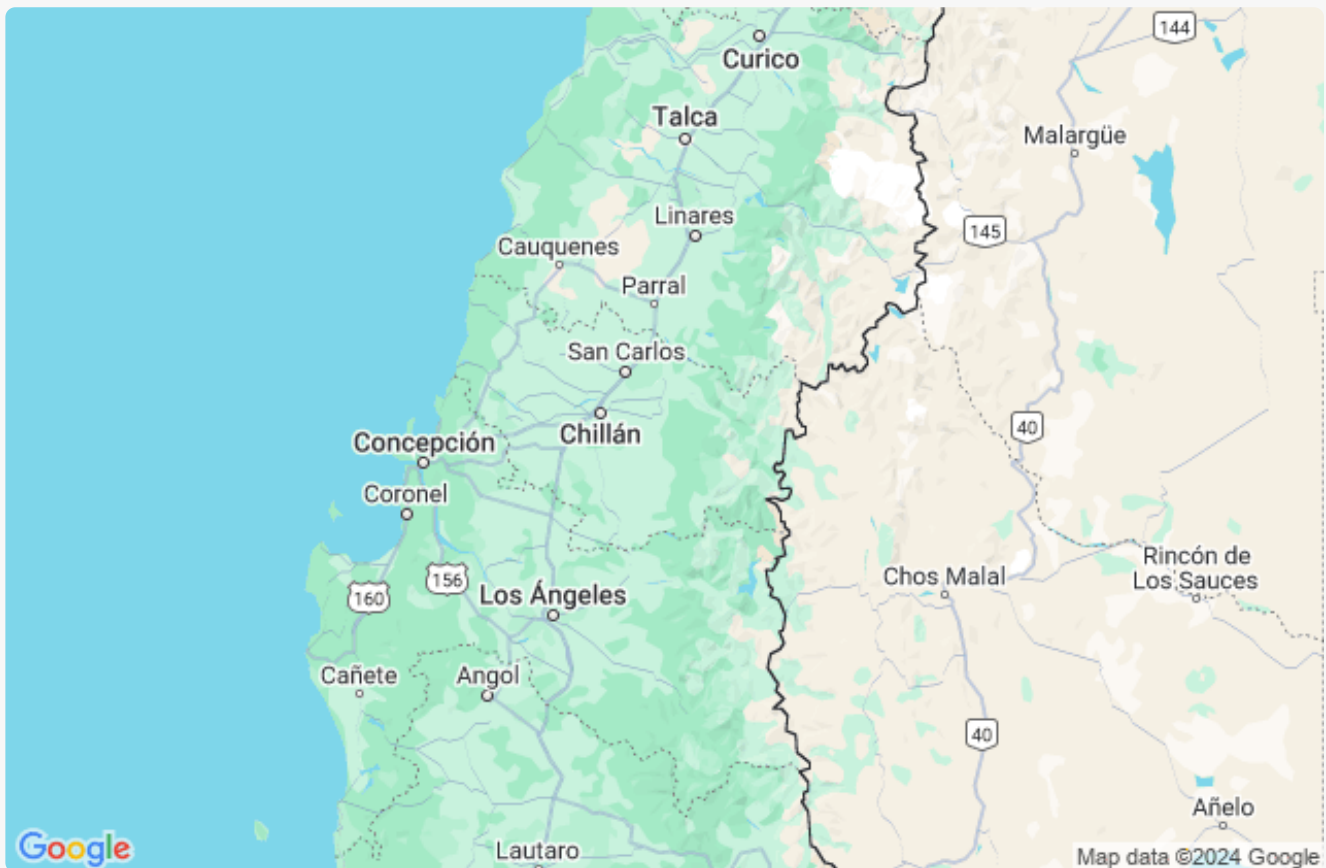 144
Curico
Talca
Malargüe
Linares
145
Cauquenes
Parral
San Carlos
40
Chillán
Concepción
Coronel
Rincón de
Los Sauces
Chos Malal
156
160
Los Ángeles
Cañete
Angol
40
Añelo
Lautaro
Google
Map data ©2024 Google